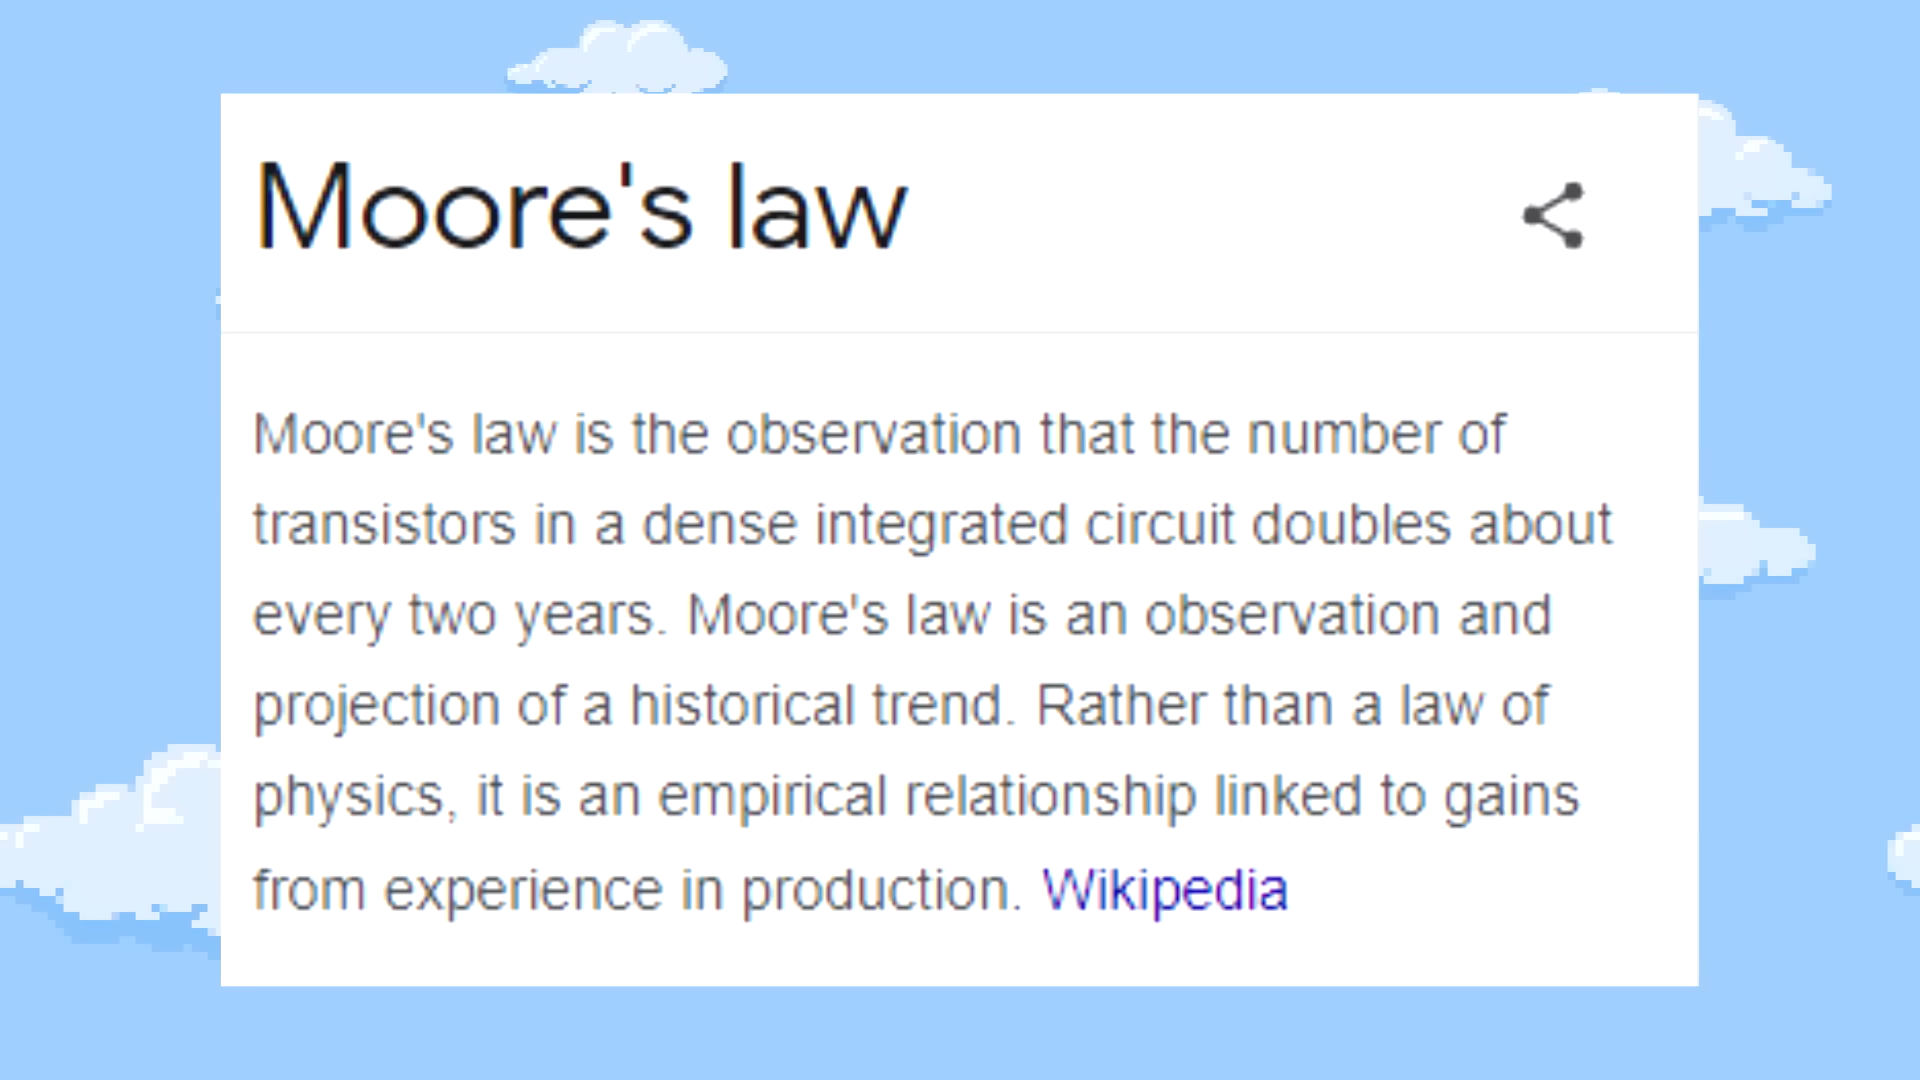 Moore's law
Moore's law is the observation that the number of
transistors in a dense integrated circuit doubles about
every two years. Moore's law is an observation and
projection of a historical trend. Rather than a law of
physics, it is an empirical relationship linked to gains
from experience in production. Wikipedia